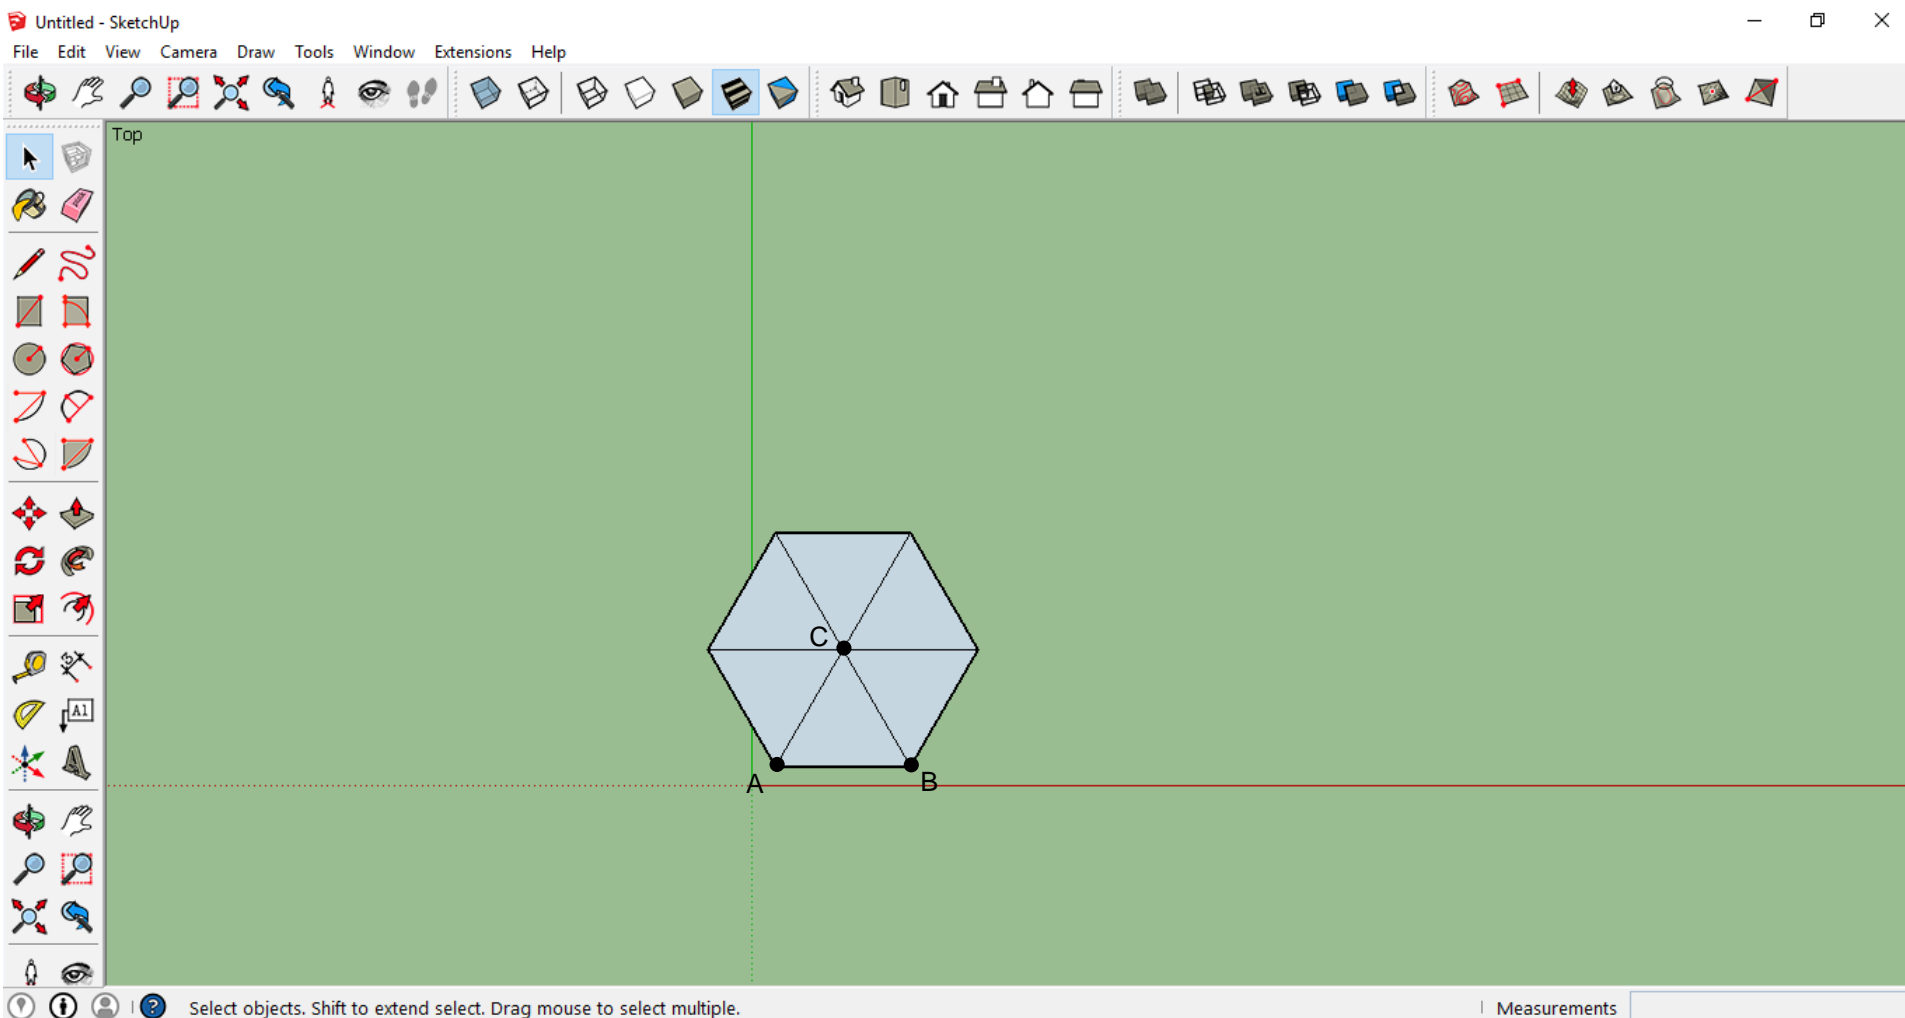 Untitled - SketchUp
File Edit View Camera Draw Tools Window Extensions Help
Top
A1
C
A
B
Select objects. Shift to extend select. Drag mouse to select multiple.
Measurements